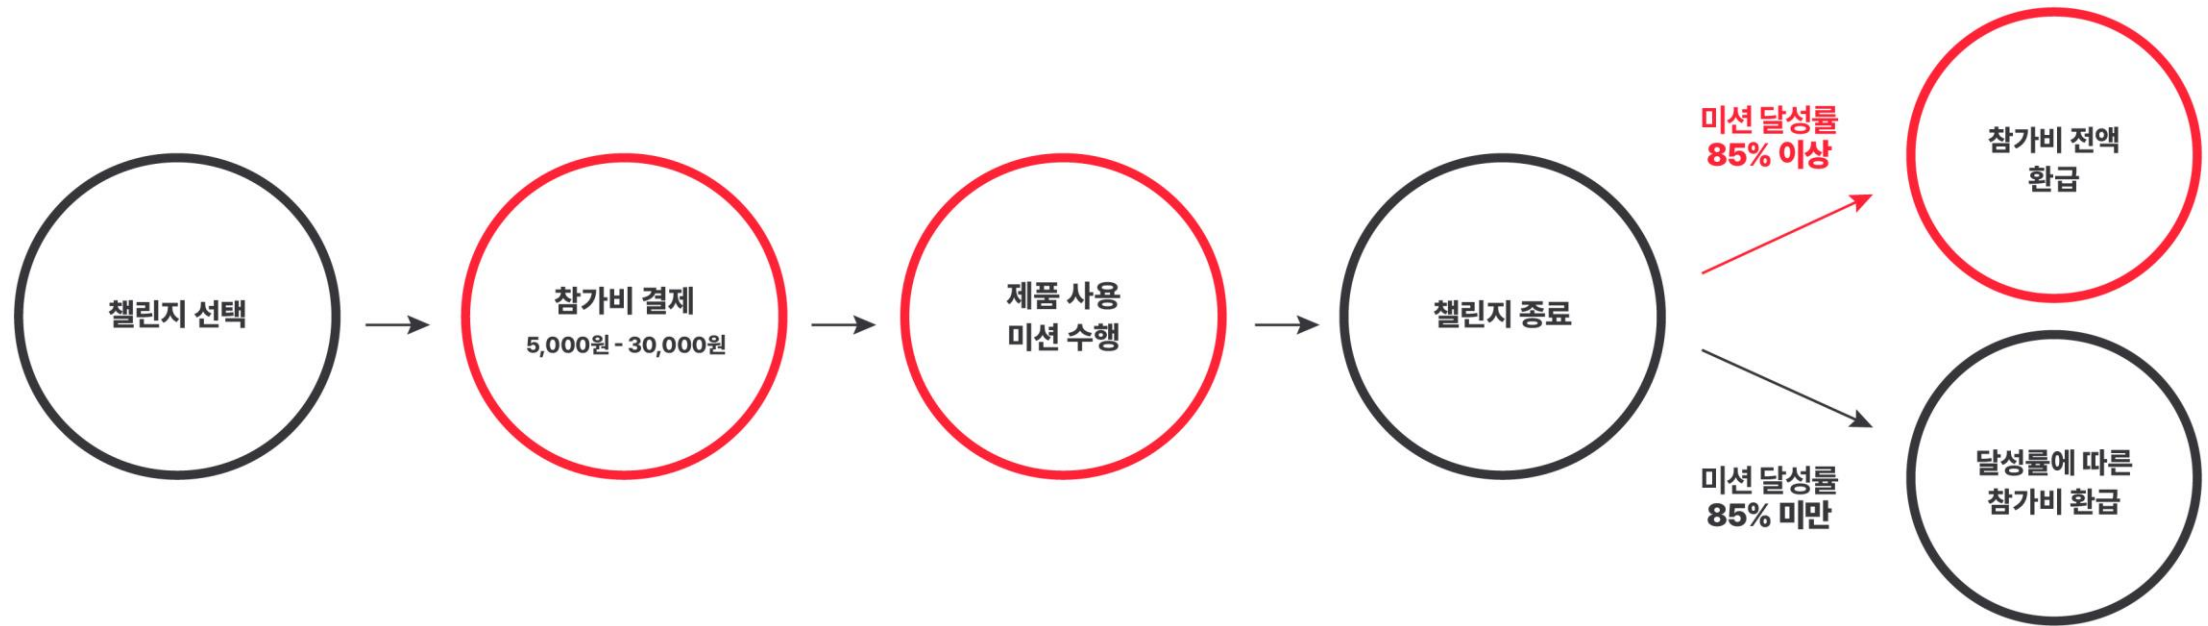 챌린지 선택
참가비 결제
5,000원 - 30,000원
제품 사용
미션 수행
챌린지 종료
미션 달성률
85% 이상
참가비 전액
환급
미션 달성률
85% 미만
달성률에 따른
참가비 환급